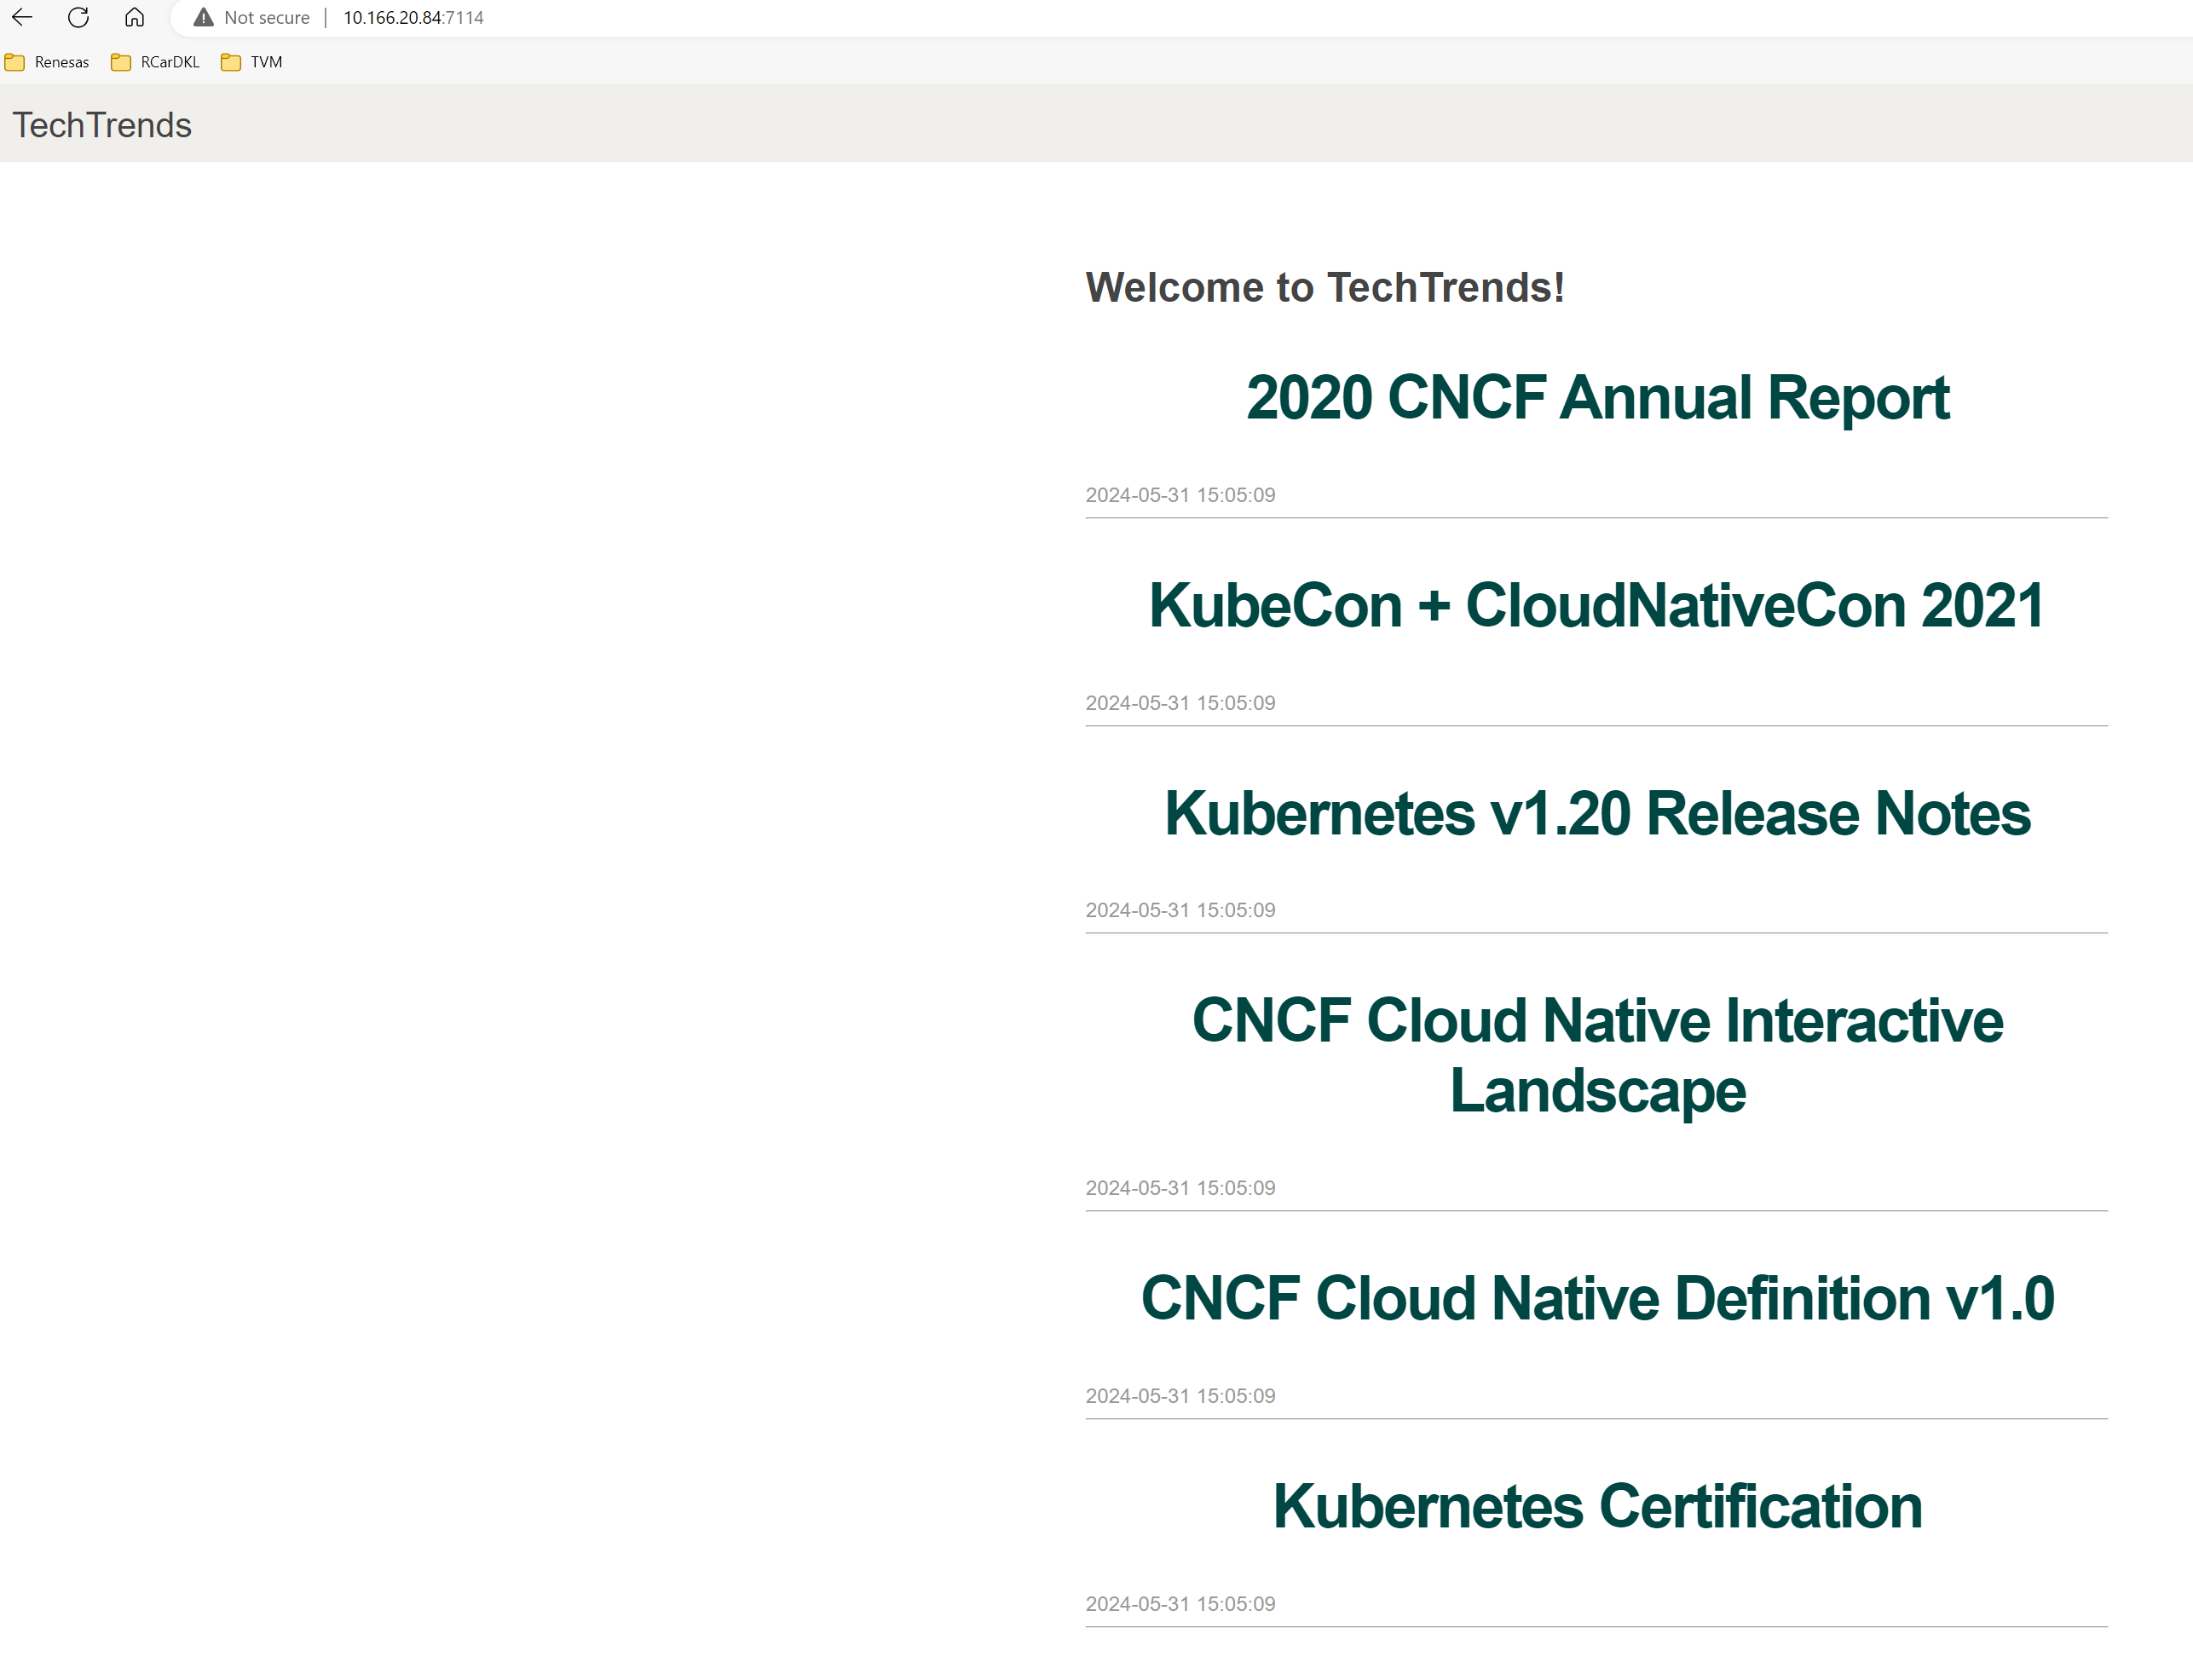 Not secure | 10.166.20.84:7114
Renesas RCarDKL TVM
TechTrends
Welcome to TechTrends!
2020 CNCF Annual Report
2024-05-31 15:05:09
KubeCon + CloudNativeCon 2021
2024-05-31 15:05:09
Kubernetes v1.20 Release Notes
2024-05-31 15:05:09
CNCF Cloud Native Interactive
Landscape
2024-05-31 15:05:09
CNCF Cloud Native Definition v1.0
2024-05-31 15:05:09
Kubernetes Certification
2024-05-31 15:05:09